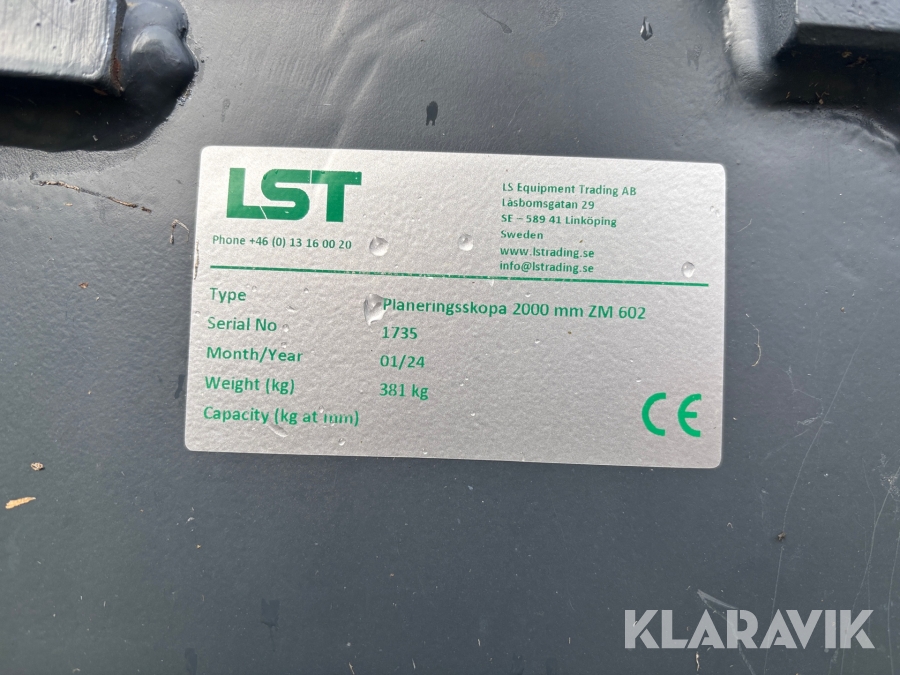 LST
Phone +46 (0) 13 16 00 20
LS Equipment Trading AB
Låsbomsgatan 29
SE – 589 41 Linköping
Sweden
www.lstrading.se
info@lstrading.se
Type Planeringsskopa 2000 mm ZM 602
Serial No 1735
Month/Year 01/24
Weight (kg) 381 kg
Capacity (kg at mm)
CE
KLARAVIK